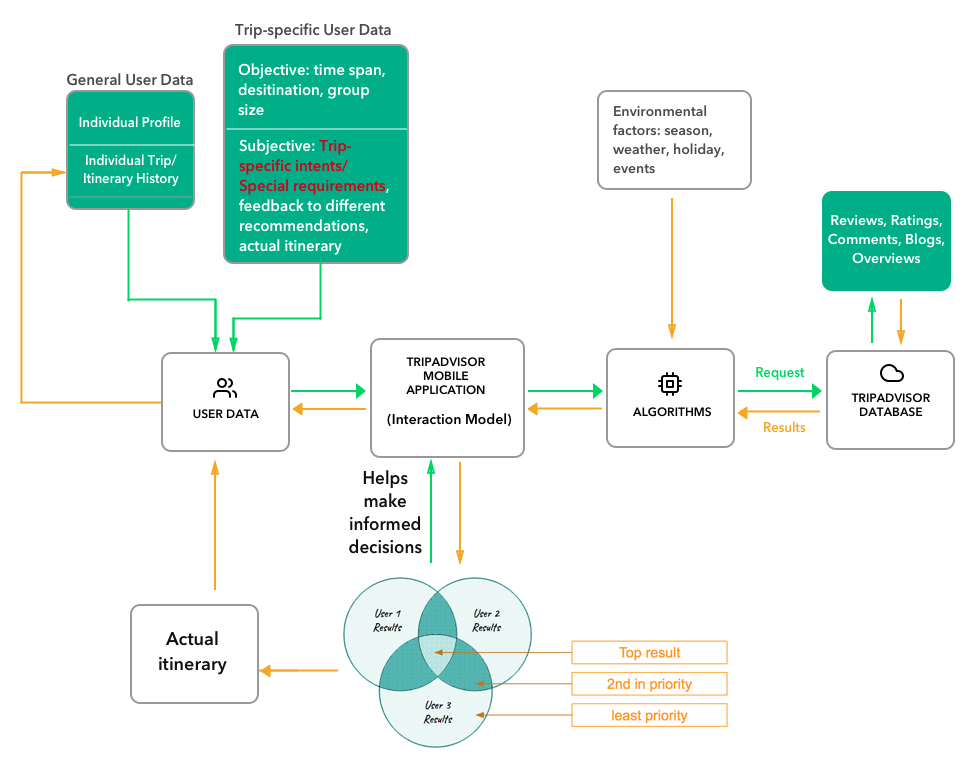 Trip-specific User Data
General User Data
Objective: time span,
desitination, group
size
Individual Profile
Individual Trip/
Itinerary History
Subjective: Trip-
specific intents/
Special requirements,
feedback to different
recommendations,
actual itinerary
Environmental
factors: season,
weather, holiday,
events
Reviews, Ratings,
Comments, Blogs,
Overviews
USER DATA
TRIPADVISOR
MOBILE
APPLICATION
(Interaction Model)
ALGORITHMS
Request
Results
TRIPADVISOR
DATABASE
Helps
make
informed
decisions
Actual
itinerary
User 1
Results
User 2
Results
User 3
Results
Top result
2nd in priority
least priority